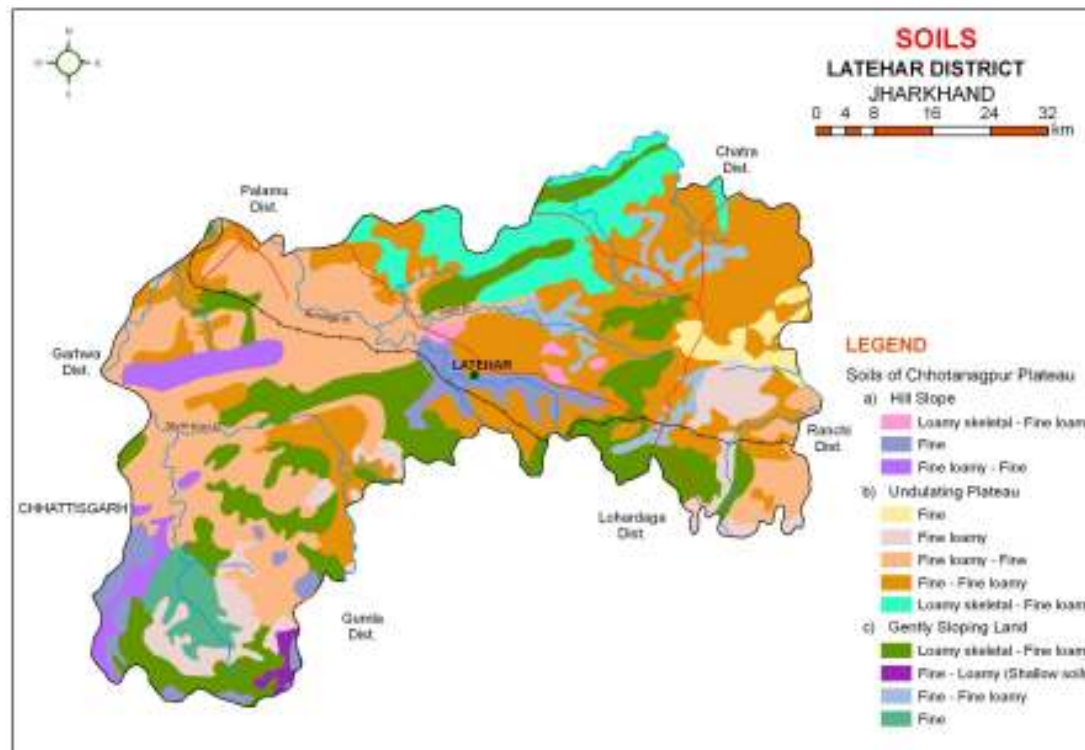 N
SOILS
LATEHAR DISTRICT
JHARKHAND
0 4 8 16 24 32
km
Chatra
Dist.
Palamu
Dist.
Garhwa
Dist.
LATEHAR
LEGEND
Soils of Chhotanagpur Plateau
a) Hill Slope
Loamy skeletal - Fine loam
Fine
Fine loamy - Fine
Ranchi
Dist.
b) Undulating Plateau
Fine
Fine loamy
Fine loamy - Fine
Fine - Fine loamy
Loamy skeletal - Fine loam
CHHATTISGARH
Lohardaga
Dist.
Gumla
Dist.
c) Gently Sloping Land
Loamy skeletal - Fine loam
Fine - Loamy (Shallow soils
Fine - Fine loamy
Fine